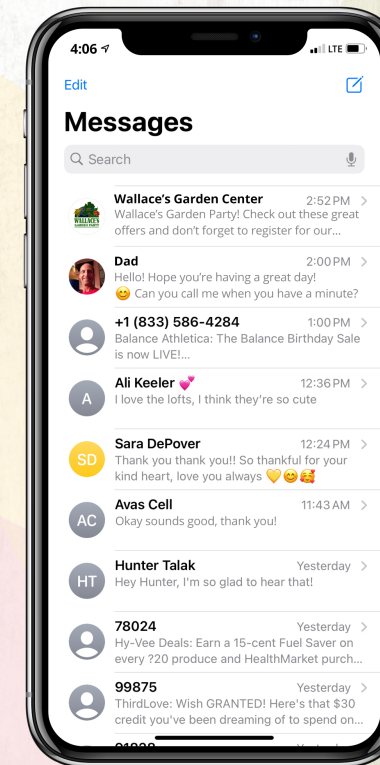 4:06
LTE
Edit
Messages
Search
Wallace's Garden Center 2:52 PM
WALLACE'S
Wallace's Garden Party! Check out these great
offers and don't forget to register for our...
Dad 2:00 PM
Hello! Hope you're having a great day!
😊 Can you call me when you have a minute?
+1 (833) 586-4284 1:00 PM
Balance Athletica: The Balance Birthday Sale
is now LIVE!...
Ali Keeler 💕 12:36 PM
A
I love the lofts, I think they're so cute
Sara DePover 12:24 PM
SD
Thank you thank you!! So thankful for your
kind heart, love you always 💛😊🥰
Avas Cell 11:43 AM
AC
Okay sounds good, thank you!
Hunter Talak Yesterday
HT
Hey Hunter, I'm so glad to hear that!
78024 Yesterday
Hy-Vee Deals: Earn a 15-cent Fuel Saver on
every ?20 produce and HealthMarket purch...
99875 Yesterday
ThirdLove: Wish GRANTED! Here's that $30
credit you've been dreaming of to spend on...